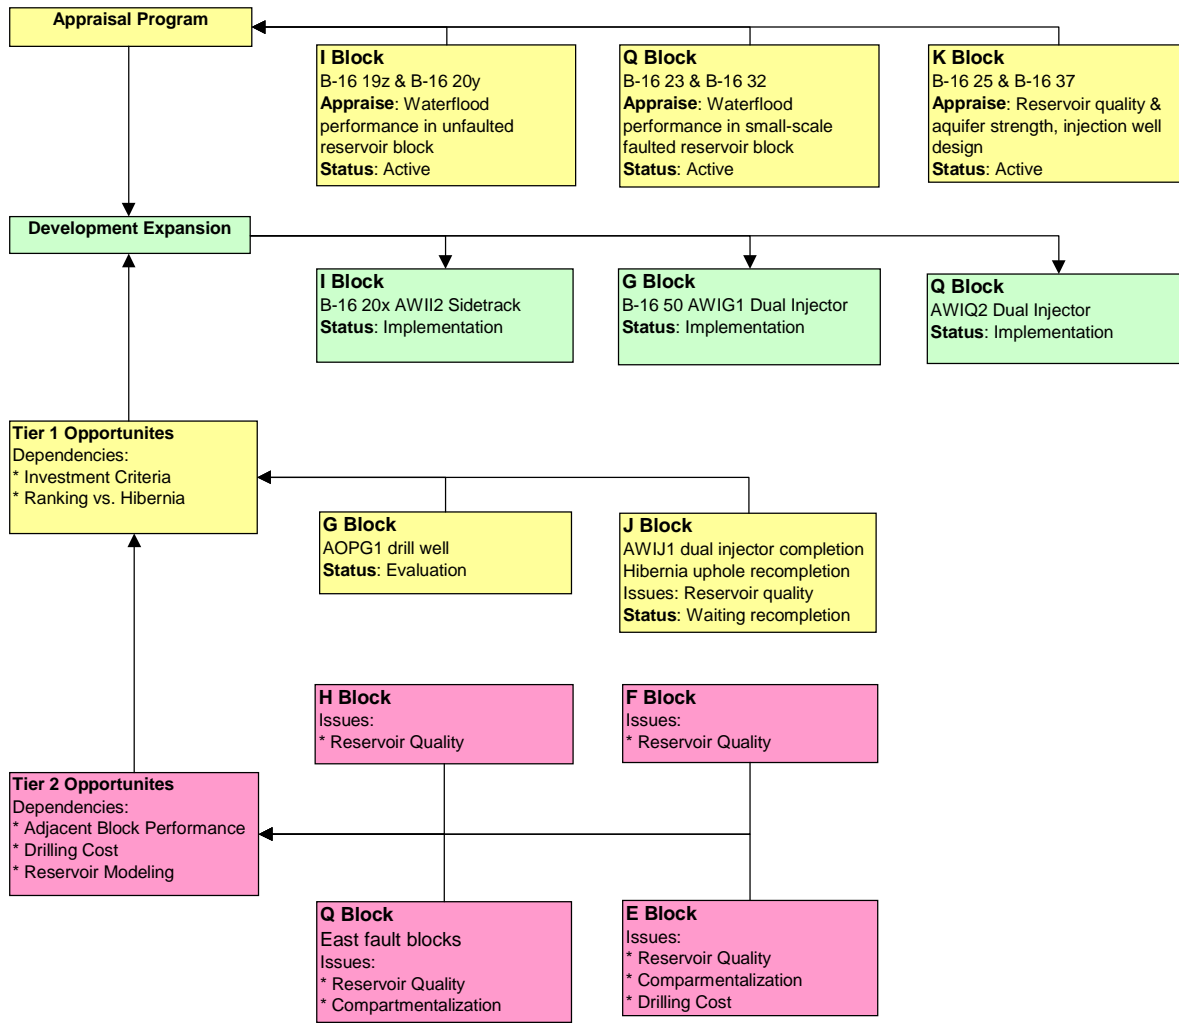 Appraisal Program
I Block
B-16 19z & B-16 20y
Appraise: Waterflood
performance in unfaulted
reservoir block
Status: Active
Q Block
B-16 23 & B-16 32
Appraise: Waterflood
performance in small-scale
faulted reservoir block
Status: Active
K Block
B-16 25 & B-16 37
Appraise: Reservoir quality &
aquifer strength, injection well
design
Status: Active
Development Expansion
I Block
B-16 20x AWII2 Sidetrack
Status: Implementation
G Block
B-16 50 AWIG1 Dual Injector
Status: Implementation
Q Block
AWIQ2 Dual Injector
Status: Implementation
Tier 1 Opportunites
Dependencies:
* Investment Criteria
* Ranking vs. Hibernia
G Block
AOPG1 drill well
Status: Evaluation
J Block
AWIJ1 dual injector completion
Hibernia uphole recompletion
Issues: Reservoir quality
Status: Waiting recompletion
H Block
Issues:
* Reservoir Quality
F Block
Issues:
* Reservoir Quality
Tier 2 Opportunites
Dependencies:
* Adjacent Block Performance
* Drilling Cost
* Reservoir Modeling
Q Block
East fault blocks
Issues:
* Reservoir Quality
* Compartmentalization
E Block
Issues:
* Reservoir Quality
* Comparmentalization
* Drilling Cost